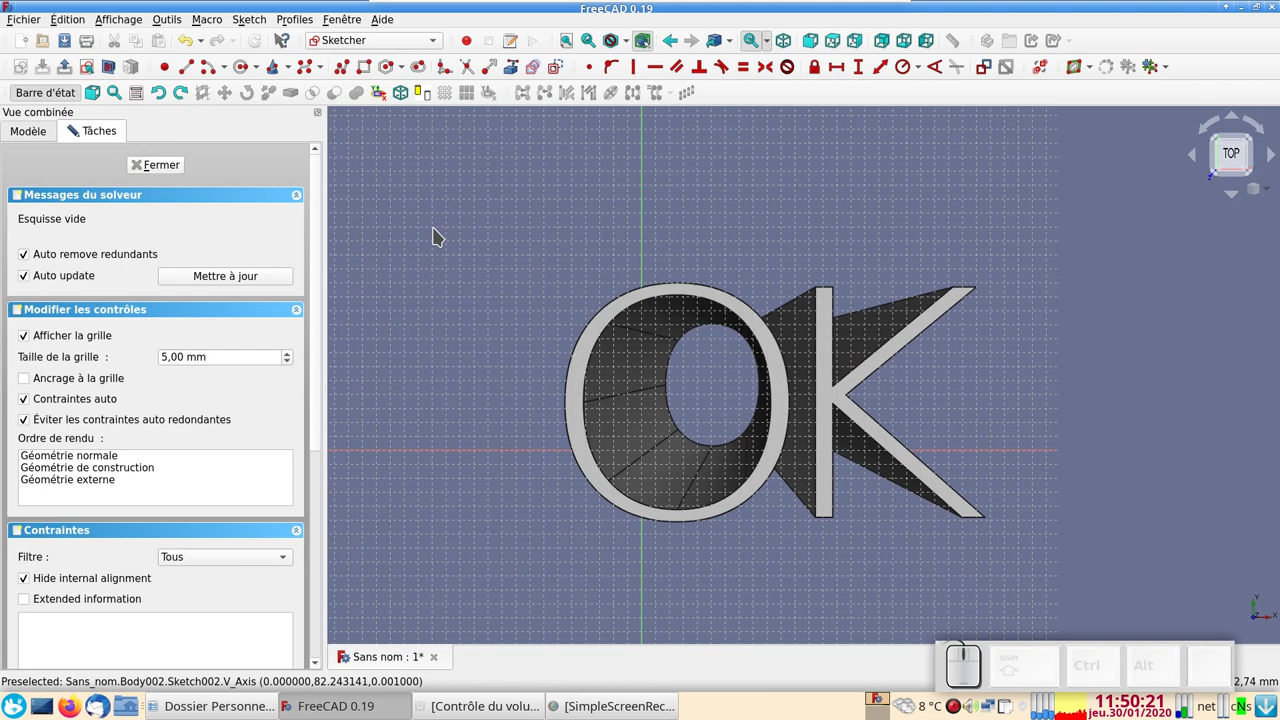 FreeCAD 0.19
Fichier Édition Affichage Outils Macro Sketch Profiles Fenêtre Aide
Sketcher
Barre d'état
Vue combinée
Modèle Tâches
Fermer
Messages du solveur
Esquisse vide
Auto remove redundants
Auto update Mettre à jour
Modifier les contrôles
Afficher la grille
Taille de la grille : 5,00 mm
Ancrage à la grille
Contraintes auto
Éviter les contraintes auto redondantes
Ordre de rendu :
Géométrie normale
Géométrie de construction
Géométrie externe
Contraintes
Filtre : Tous
Hide internal alignment
Extended information
OK
TOP
Y
X
Z
Sans nom : 1*
Shift Ctrl Alt
Preselected: Sans_nom.Body002.Sketch002.V_Axis (0.000000,82.243141,0.001000) 2,74 mm
Dossier Personne... FreeCAD 0.19 [Contrôle du volu... [SimpleScreenRec... 8 °C net 11:50:21 cNs
jeu.30/01/2020